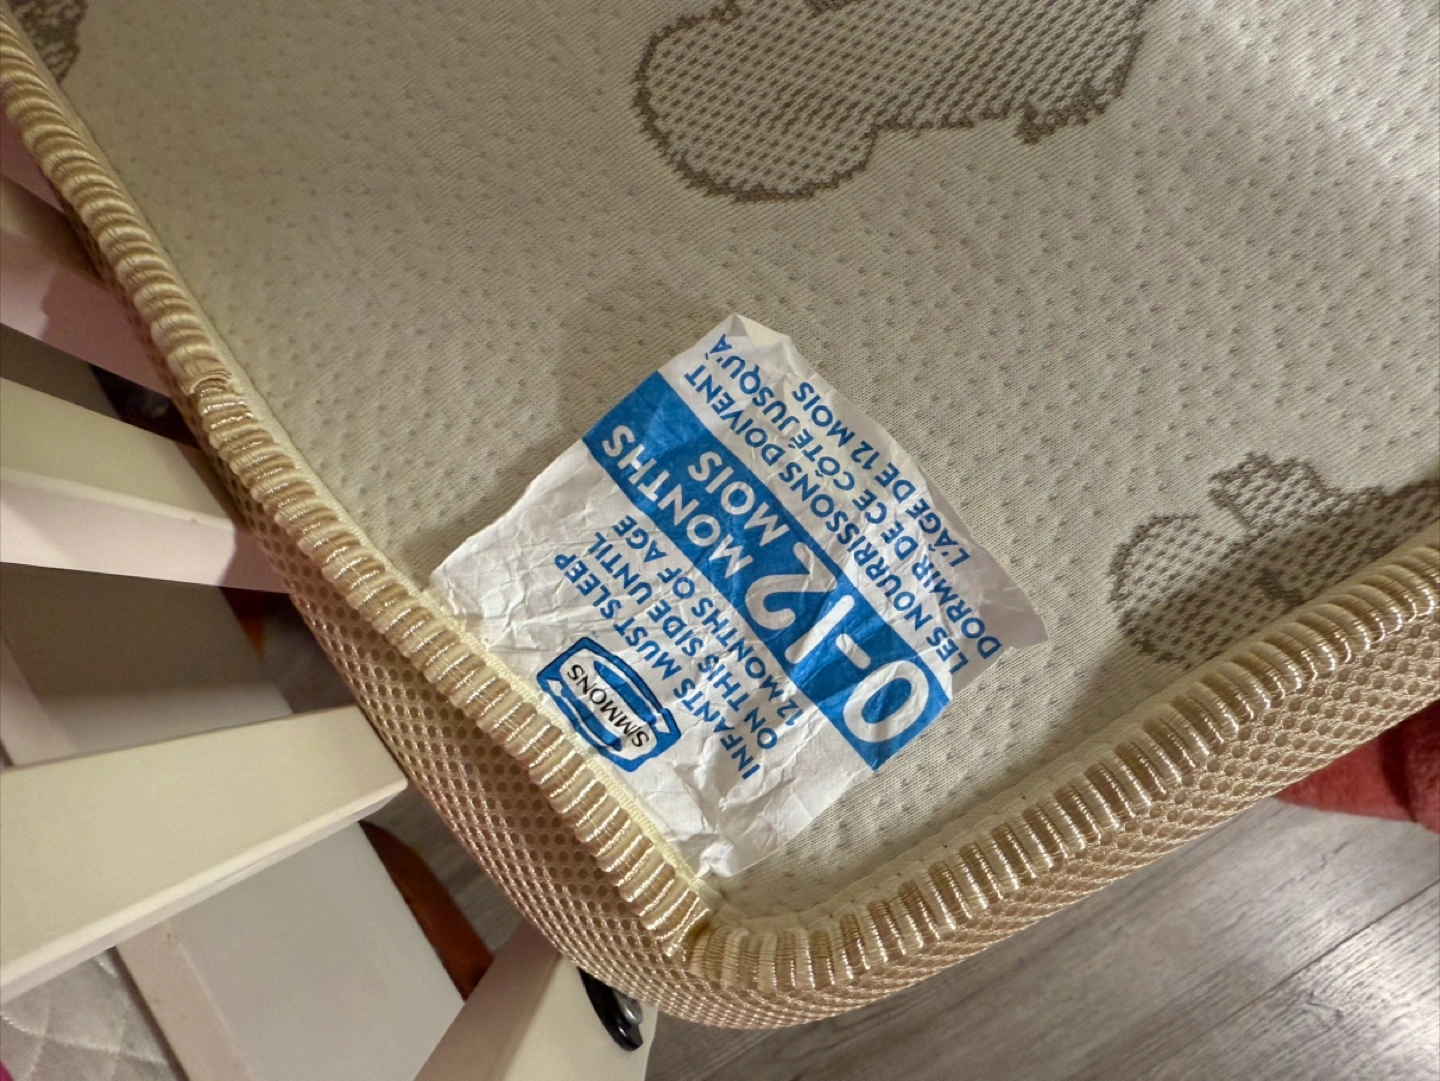 SIMMONS
INFANTS MUST SLEEP
ON THIS SIDE UNTIL
12 MONTHS OF AGE
0-12 MONTHS
MOIS
LES NOURRISSONS DOIVENT
DORMIR DE CE CÔTÉ JUSQU'À
L'ÂGE DE 12 MOIS